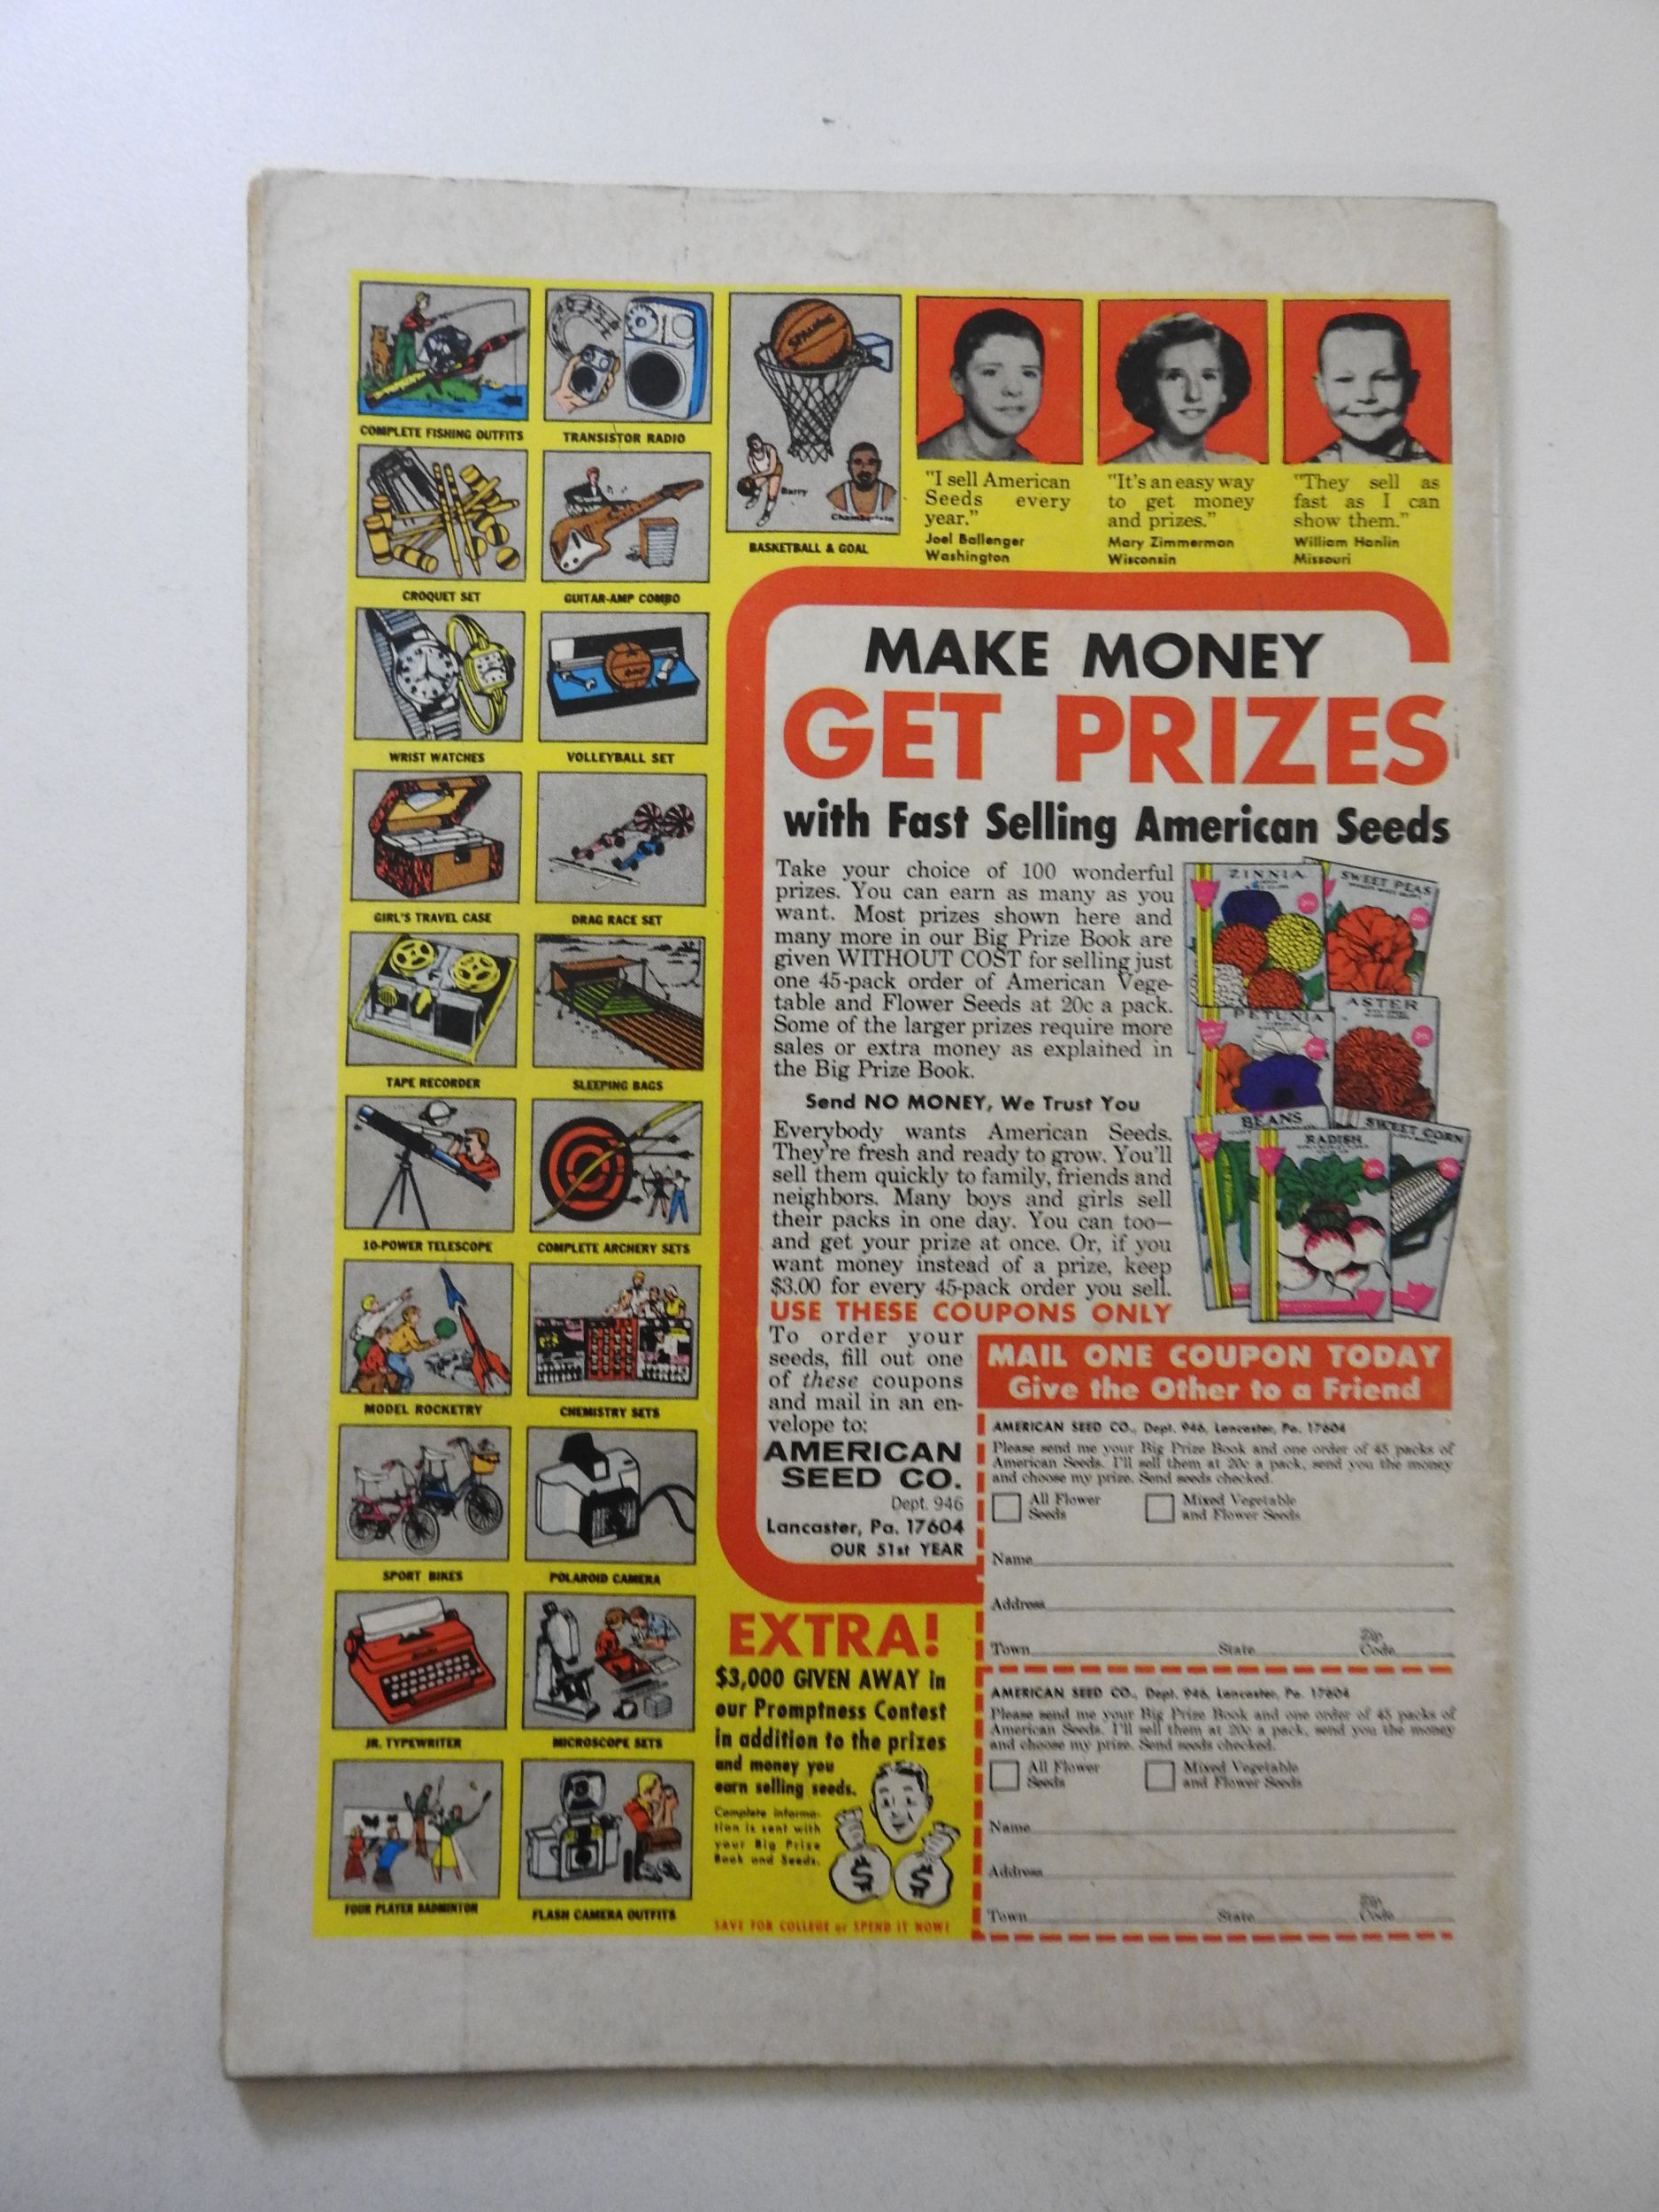 COMPLETE FISHING OUTFITS
TRANSISTOR RADIO
SPALDING
Barry
Chamberlain
BASKETBALL & GOAL
CROQUET SET
GUITAR-AMP COMBO
WRIST WATCHES
VOLLEYBALL SET
GIRL'S TRAVEL CASE
DRAG RACE SET
TAPE RECORDER
SLEEPING BAGS
10-POWER TELESCOPE
COMPLETE ARCHERY SETS
MODEL ROCKETRY
CHEMISTRY SETS
SPORT BIKES
POLAROID CAMERA
JR. TYPEWRITER
MICROSCOPE SETS
FOUR PLAYER BADMINTON
FLASH CAMERA OUTFITS
"I sell American
Seeds every
year."
Joel Ballenger
Washington
"It's an easy way
to get money
and prizes."
Mary Zimmerman
Wisconsin
"They sell as
fast as I can
show them."
William Hanlin
Missouri
MAKE MONEY
GET PRIZES
with Fast Selling American Seeds
Take your choice of 100 wonderful
prizes. You can earn as many as you
want. Most prizes shown here and
many more in our Big Prize Book are
given WITHOUT COST for selling just
one 45-pack order of American Vege-
table and Flower Seeds at 20c a pack.
Some of the larger prizes require more
sales or extra money as explained in
the Big Prize Book.
Send NO MONEY, We Trust You
Everybody wants American Seeds.
They're fresh and ready to grow. You'll
sell them quickly to family, friends and
neighbors. Many boys and girls sell
their packs in one day. You can too—
and get your prize at once. Or, if you
want money instead of a prize, keep
$3.00 for every 45-pack order you sell.
USE THESE COUPONS ONLY
To order your
seeds, fill out one
of these coupons
and mail in an en-
velope to:
AMERICAN
SEED CO.
Dept. 946
Lancaster, Pa. 17604
OUR 51st YEAR
ZINNIA
SWEET PEAS
PETUNIA
ASTER
BEANS
RADISH
SWEET CORN
MAIL ONE COUPON TODAY
Give the Other to a Friend
AMERICAN SEED CO., Dept. 946, Lancaster, Pa. 17604
Please send me your Big Prize Book and one order of 45 packs of
American Seeds. I'll sell them at 20c a pack, send you the money
and choose my prize. Send seeds checked.
All Flower
Seeds
Mixed Vegetable
and Flower Seeds
Name
Address
Town State Zip Code
AMERICAN SEED CO., Dept. 946, Lancaster, Pa. 17604
Please send me your Big Prize Book and one order of 45 packs of
American Seeds. I'll sell them at 20c a pack, send you the money
and choose my prize. Send seeds checked.
All Flower
Seeds
Mixed Vegetable
and Flower Seeds
Name
Address
Town State Zip Code
EXTRA!
$3,000 GIVEN AWAY in
our Promptness Contest
in addition to the prizes
and money you
earn selling seeds.
Complete informa-
tion is sent with
your Big Prize
Book and Seeds.
$ $
SAVE FOR COLLEGE or SPEND IT NOW!